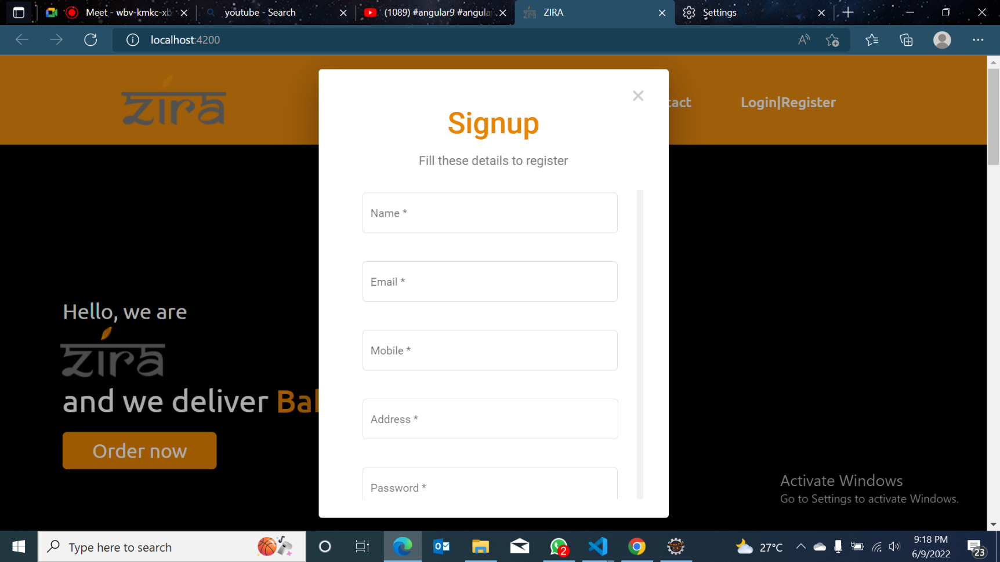 Meet - wbv-kmkc-xb
youtube - Search
(1089) #angular9 #angula
ZIRA
Settings
localhost:4200
zira
tact
Login|Register
Signup
Fill these details to register
Name *
Email *
Mobile *
Address *
Password *
Hello, we are
zira
and we deliver Bal
Order now
Activate Windows
Go to Settings to activate Windows.
Type here to search
2
27°C
9:18 PM
6/9/2022
23